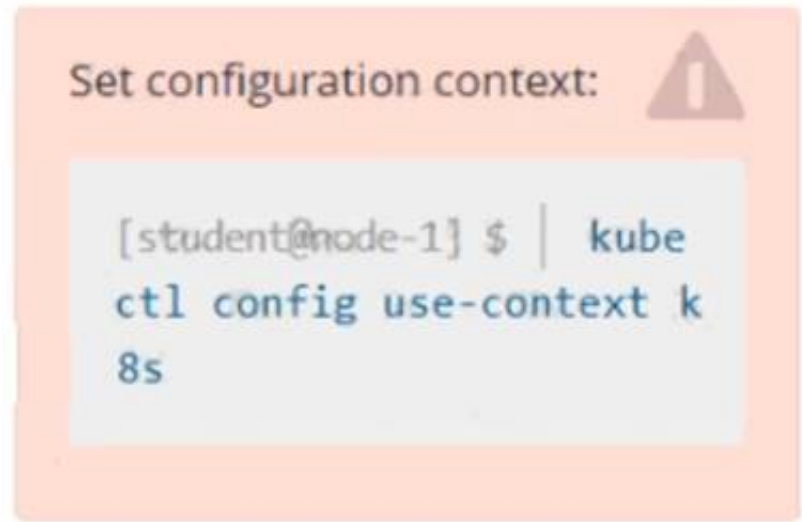 Set configuration context:
[student@node-1] $ | kube
ctl config use-context k
8s